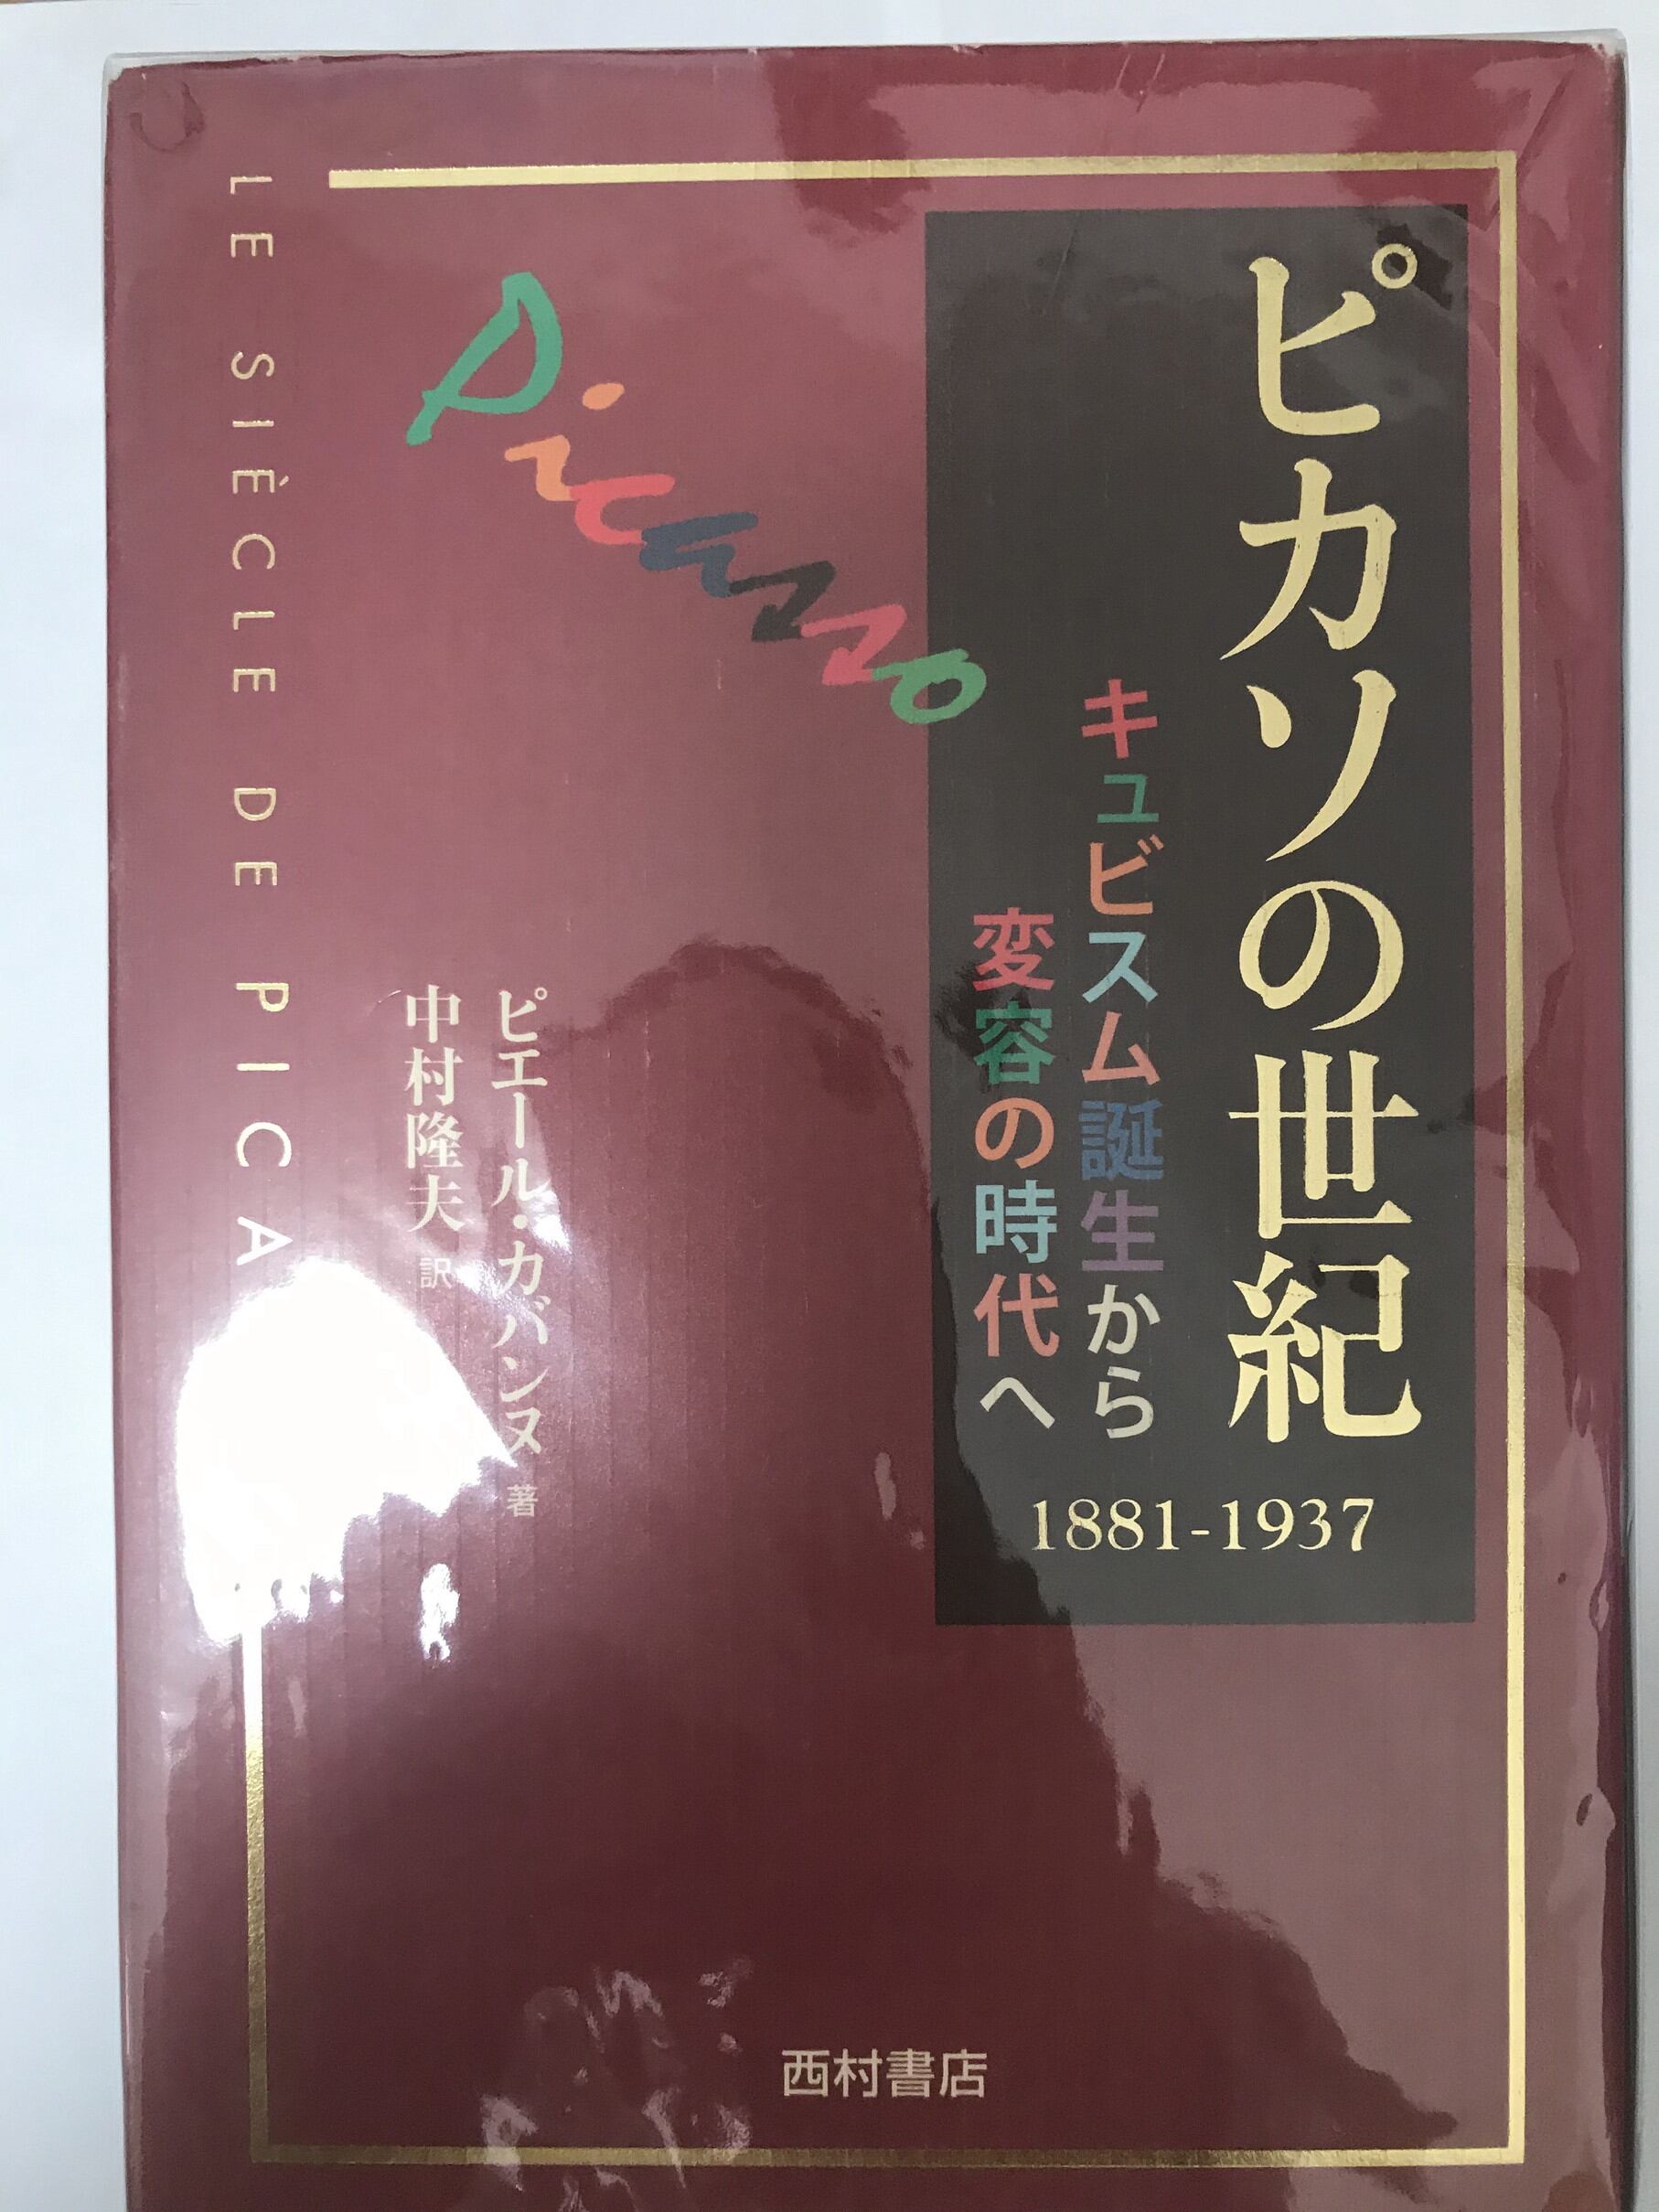 ピカソの世紀
キュビスム誕生から
変容の時代へ
1881-1937
Picasso
ピエール・カバンヌ 著
中村隆夫 訳
LE SIÈCLE DE PICA
西村書店